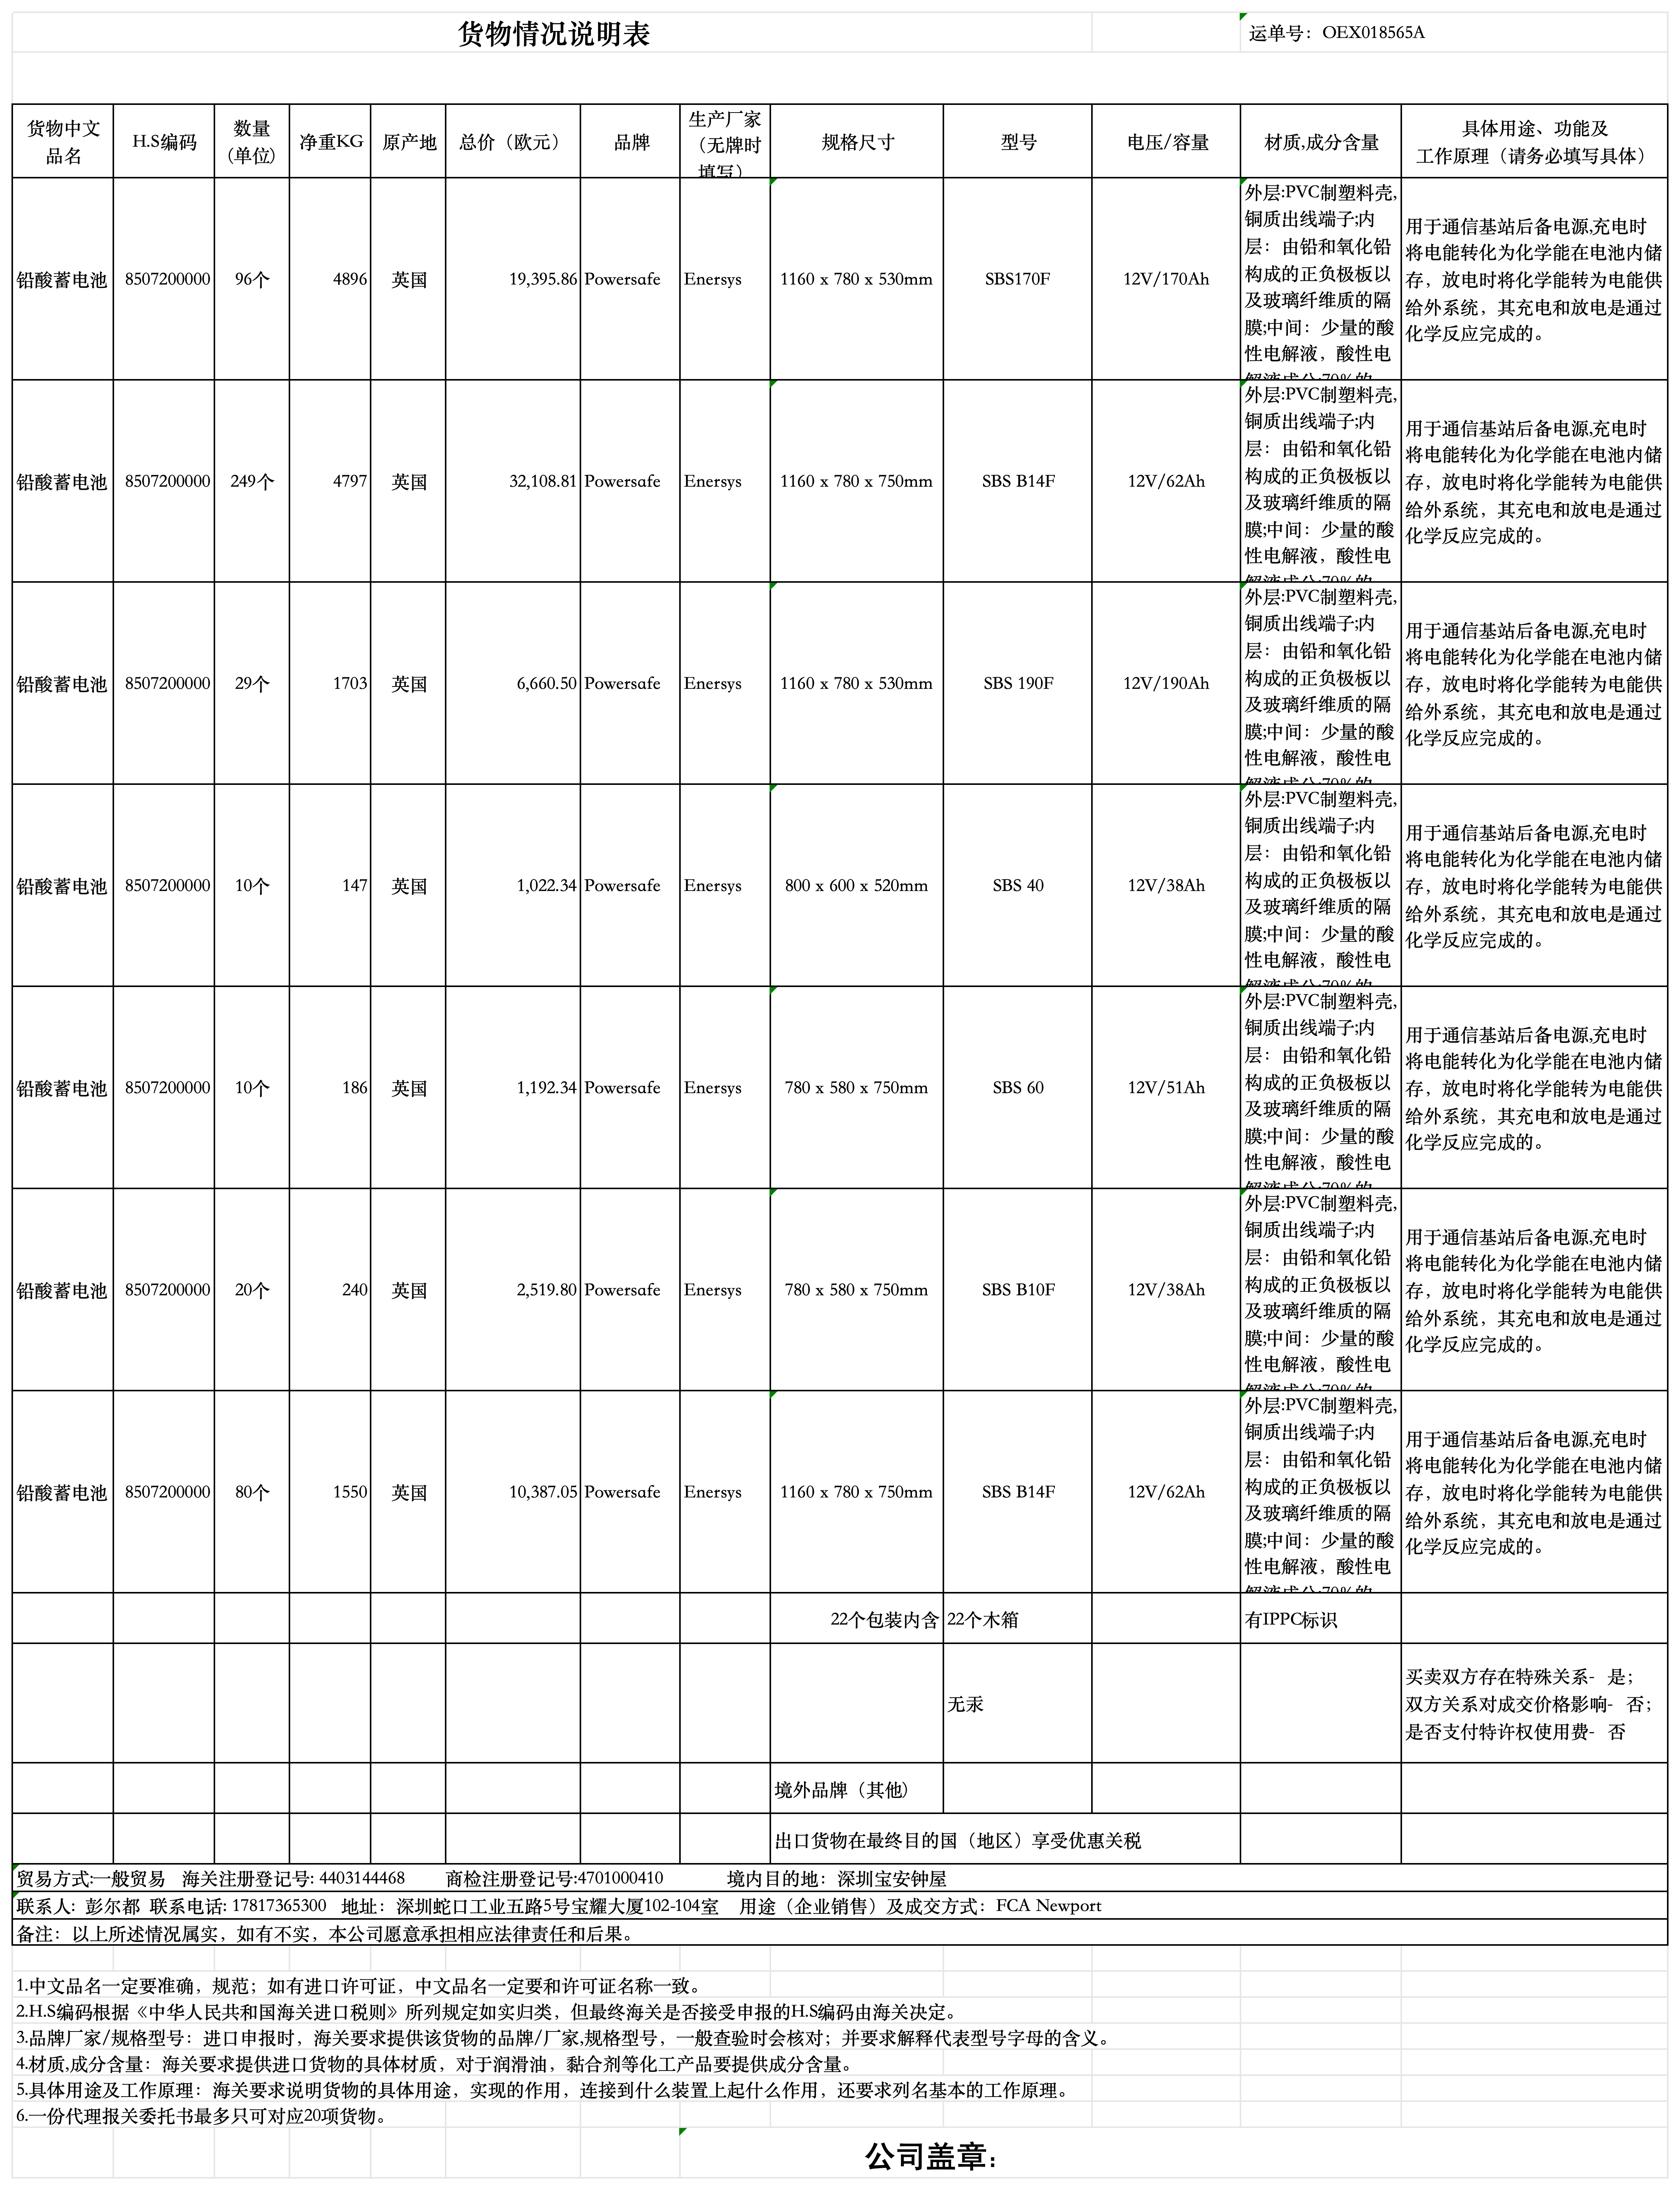 货物情况说明表
运单号：OEX018565A
货物中文
品名
H.S编码
数量
(单位)
净重KG
原产地
总价（欧元）
品牌
生产厂家
（无牌时
填写）
规格尺寸
型号
电压/容量
材质,成分含量
具体用途、功能及
工作原理（请务必填写具体）
铅酸蓄电池
8507200000
96个
4896
英国
19,395.86
Powersafe
Enersys
1160 x 780 x 530mm
SBS170F
12V/170Ah
外层:PVC制塑料壳,
铜质出线端子;内
层：由铅和氧化铅
构成的正负极板以
及玻璃纤维质的隔
膜;中间：少量的酸
性电解液，酸性电
解液成分:70%的
用于通信基站后备电源,充电时
将电能转化为化学能在电池内储
存，放电时将化学能转为电能供
给外系统，其充电和放电是通过
化学反应完成的。
铅酸蓄电池
8507200000
249个
4797
英国
32,108.81
Powersafe
Enersys
1160 x 780 x 750mm
SBS B14F
12V/62Ah
外层:PVC制塑料壳,
铜质出线端子;内
层：由铅和氧化铅
构成的正负极板以
及玻璃纤维质的隔
膜;中间：少量的酸
性电解液，酸性电
解液成分:70%的
用于通信基站后备电源,充电时
将电能转化为化学能在电池内储
存，放电时将化学能转为电能供
给外系统，其充电和放电是通过
化学反应完成的。
铅酸蓄电池
8507200000
29个
1703
英国
6,660.50
Powersafe
Enersys
1160 x 780 x 530mm
SBS 190F
12V/190Ah
外层:PVC制塑料壳,
铜质出线端子;内
层：由铅和氧化铅
构成的正负极板以
及玻璃纤维质的隔
膜;中间：少量的酸
性电解液，酸性电
解液成分:70%的
用于通信基站后备电源,充电时
将电能转化为化学能在电池内储
存，放电时将化学能转为电能供
给外系统，其充电和放电是通过
化学反应完成的。
铅酸蓄电池
8507200000
10个
147
英国
1,022.34
Powersafe
Enersys
800 x 600 x 520mm
SBS 40
12V/38Ah
外层:PVC制塑料壳,
铜质出线端子;内
层：由铅和氧化铅
构成的正负极板以
及玻璃纤维质的隔
膜;中间：少量的酸
性电解液，酸性电
解液成分:70%的
用于通信基站后备电源,充电时
将电能转化为化学能在电池内储
存，放电时将化学能转为电能供
给外系统，其充电和放电是通过
化学反应完成的。
铅酸蓄电池
8507200000
10个
186
英国
1,192.34
Powersafe
Enersys
780 x 580 x 750mm
SBS 60
12V/51Ah
外层:PVC制塑料壳,
铜质出线端子;内
层：由铅和氧化铅
构成的正负极板以
及玻璃纤维质的隔
膜;中间：少量的酸
性电解液，酸性电
解液成分:70%的
用于通信基站后备电源,充电时
将电能转化为化学能在电池内储
存，放电时将化学能转为电能供
给外系统，其充电和放电是通过
化学反应完成的。
铅酸蓄电池
8507200000
20个
240
英国
2,519.80
Powersafe
Enersys
780 x 580 x 750mm
SBS B10F
12V/38Ah
外层:PVC制塑料壳,
铜质出线端子;内
层：由铅和氧化铅
构成的正负极板以
及玻璃纤维质的隔
膜;中间：少量的酸
性电解液，酸性电
解液成分:70%的
用于通信基站后备电源,充电时
将电能转化为化学能在电池内储
存，放电时将化学能转为电能供
给外系统，其充电和放电是通过
化学反应完成的。
铅酸蓄电池
8507200000
80个
1550
英国
10,387.05
Powersafe
Enersys
1160 x 780 x 750mm
SBS B14F
12V/62Ah
外层:PVC制塑料壳,
铜质出线端子;内
层：由铅和氧化铅
构成的正负极板以
及玻璃纤维质的隔
膜;中间：少量的酸
性电解液，酸性电
解液成分:70%的
用于通信基站后备电源,充电时
将电能转化为化学能在电池内储
存，放电时将化学能转为电能供
给外系统，其充电和放电是通过
化学反应完成的。
22个包装内含
22个木箱
有IPPC标识
无汞
买卖双方存在特殊关系- 是；
双方关系对成交价格影响- 否；
是否支付特许权使用费- 否
境外品牌（其他）
出口货物在最终目的国（地区）享受优惠关税
贸易方式:一般贸易 海关注册登记号: 4403144468 商检注册登记号:4701000410 境内目的地：深圳宝安钟屋
联系人: 彭尔都 联系电话: 17817365300 地址：深圳蛇口工业五路5号宝耀大厦102-104室 用途（企业销售）及成交方式：FCA Newport
备注：以上所述情况属实，如有不实，本公司愿意承担相应法律责任和后果。
1.中文品名一定要准确，规范；如有进口许可证，中文品名一定要和许可证名称一致。
2.H.S编码根据《中华人民共和国海关进口税则》所列规定如实归类，但最终海关是否接受申报的H.S编码由海关决定。
3.品牌厂家/规格型号：进口申报时，海关要求提供该货物的品牌/厂家,规格型号，一般查验时会核对；并要求解释代表型号字母的含义。
4.材质,成分含量：海关要求提供进口货物的具体材质，对于润滑油，黏合剂等化工产品要提供成分含量。
5.具体用途及工作原理：海关要求说明货物的具体用途，实现的作用，连接到什么装置上起什么作用，还要求列名基本的工作原理。
6.一份代理报关委托书最多只可对应20项货物。
公司盖章：